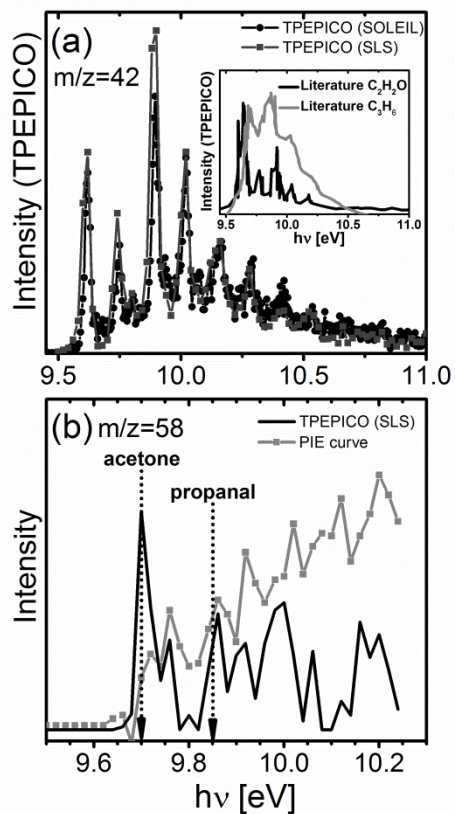 (a)
TPEPICO (SOLEIL)
TPEPICO (SLS)
m/z=42
Intensity (TPEPICO)
Literature C₂H₂O
Literature C₃H₆
Intensity (TPEPICO)
9.5 10.0 10.5 11.0
hν [eV]
9.5 10.0 10.5 11.0
(b) m/z=58
TPEPICO (SLS)
PIE curve
acetone
propanal
Intensity
9.6 9.8 10.0 10.2
hν [eV]